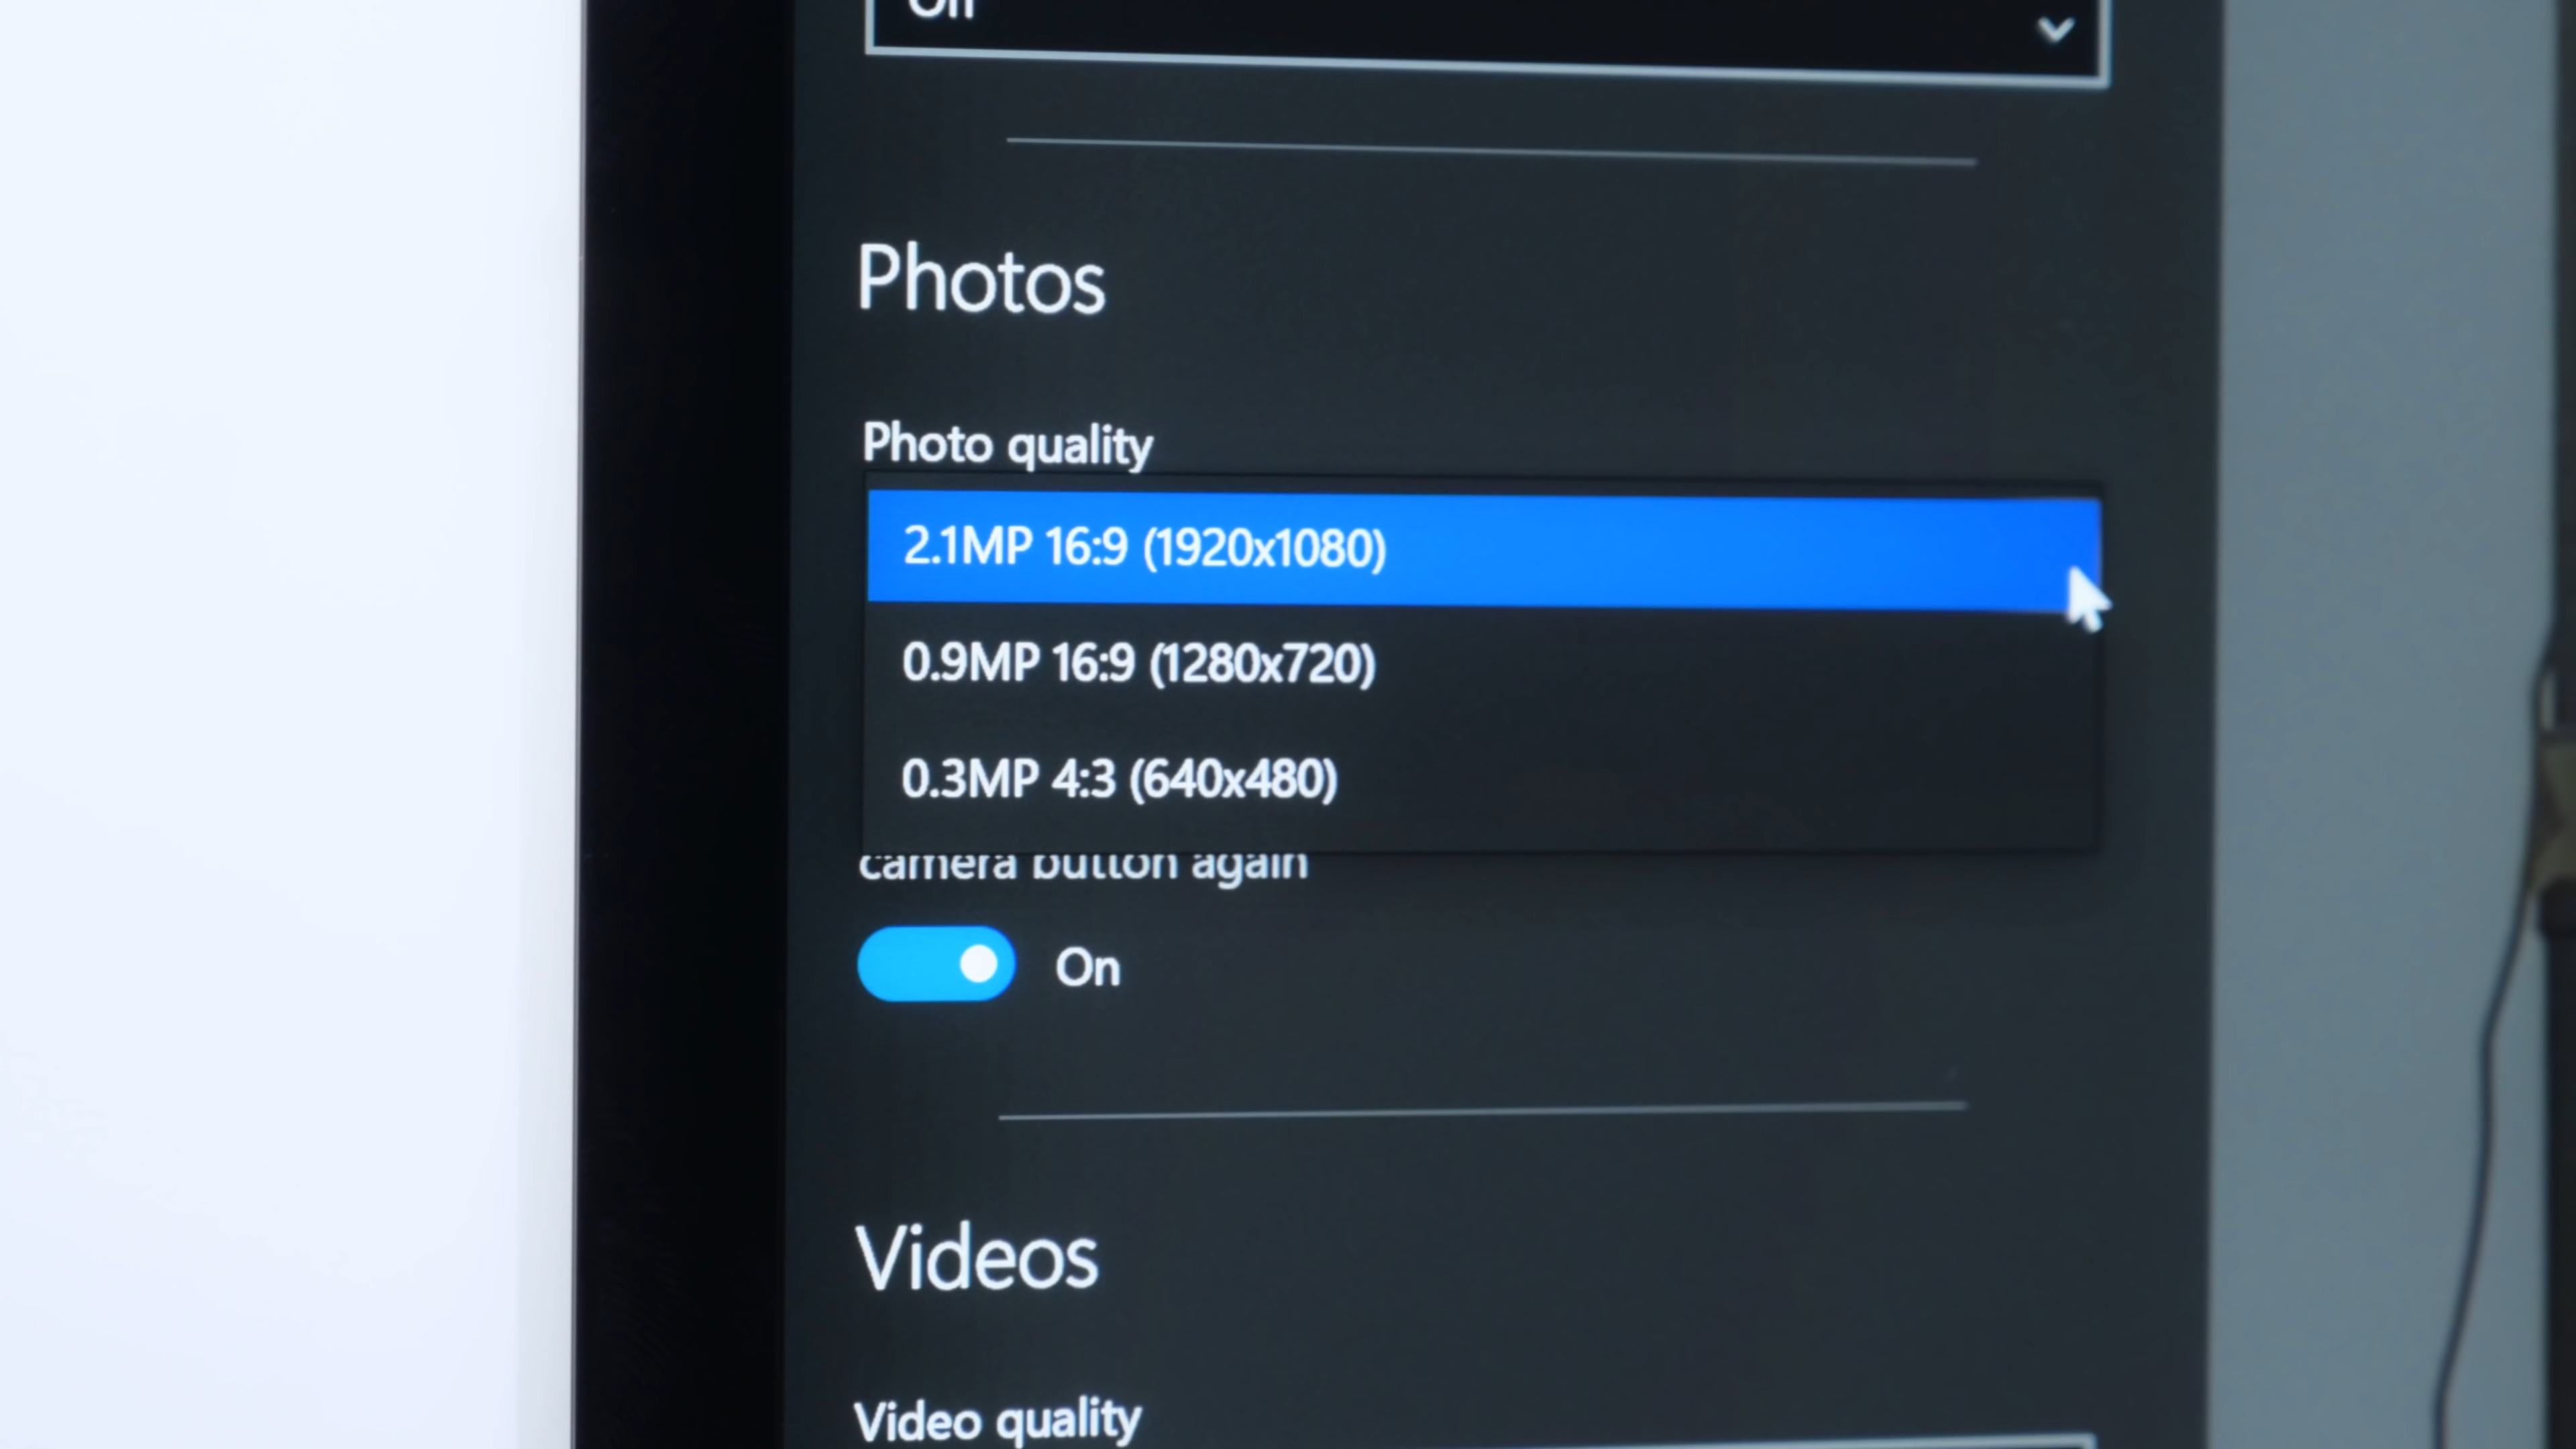 Off
Photos
Photo quality
2.1MP 16:9 (1920x1080)
0.9MP 16:9 (1280x720)
0.3MP 4:3 (640x480)
camera button again
On
Videos
Video quality